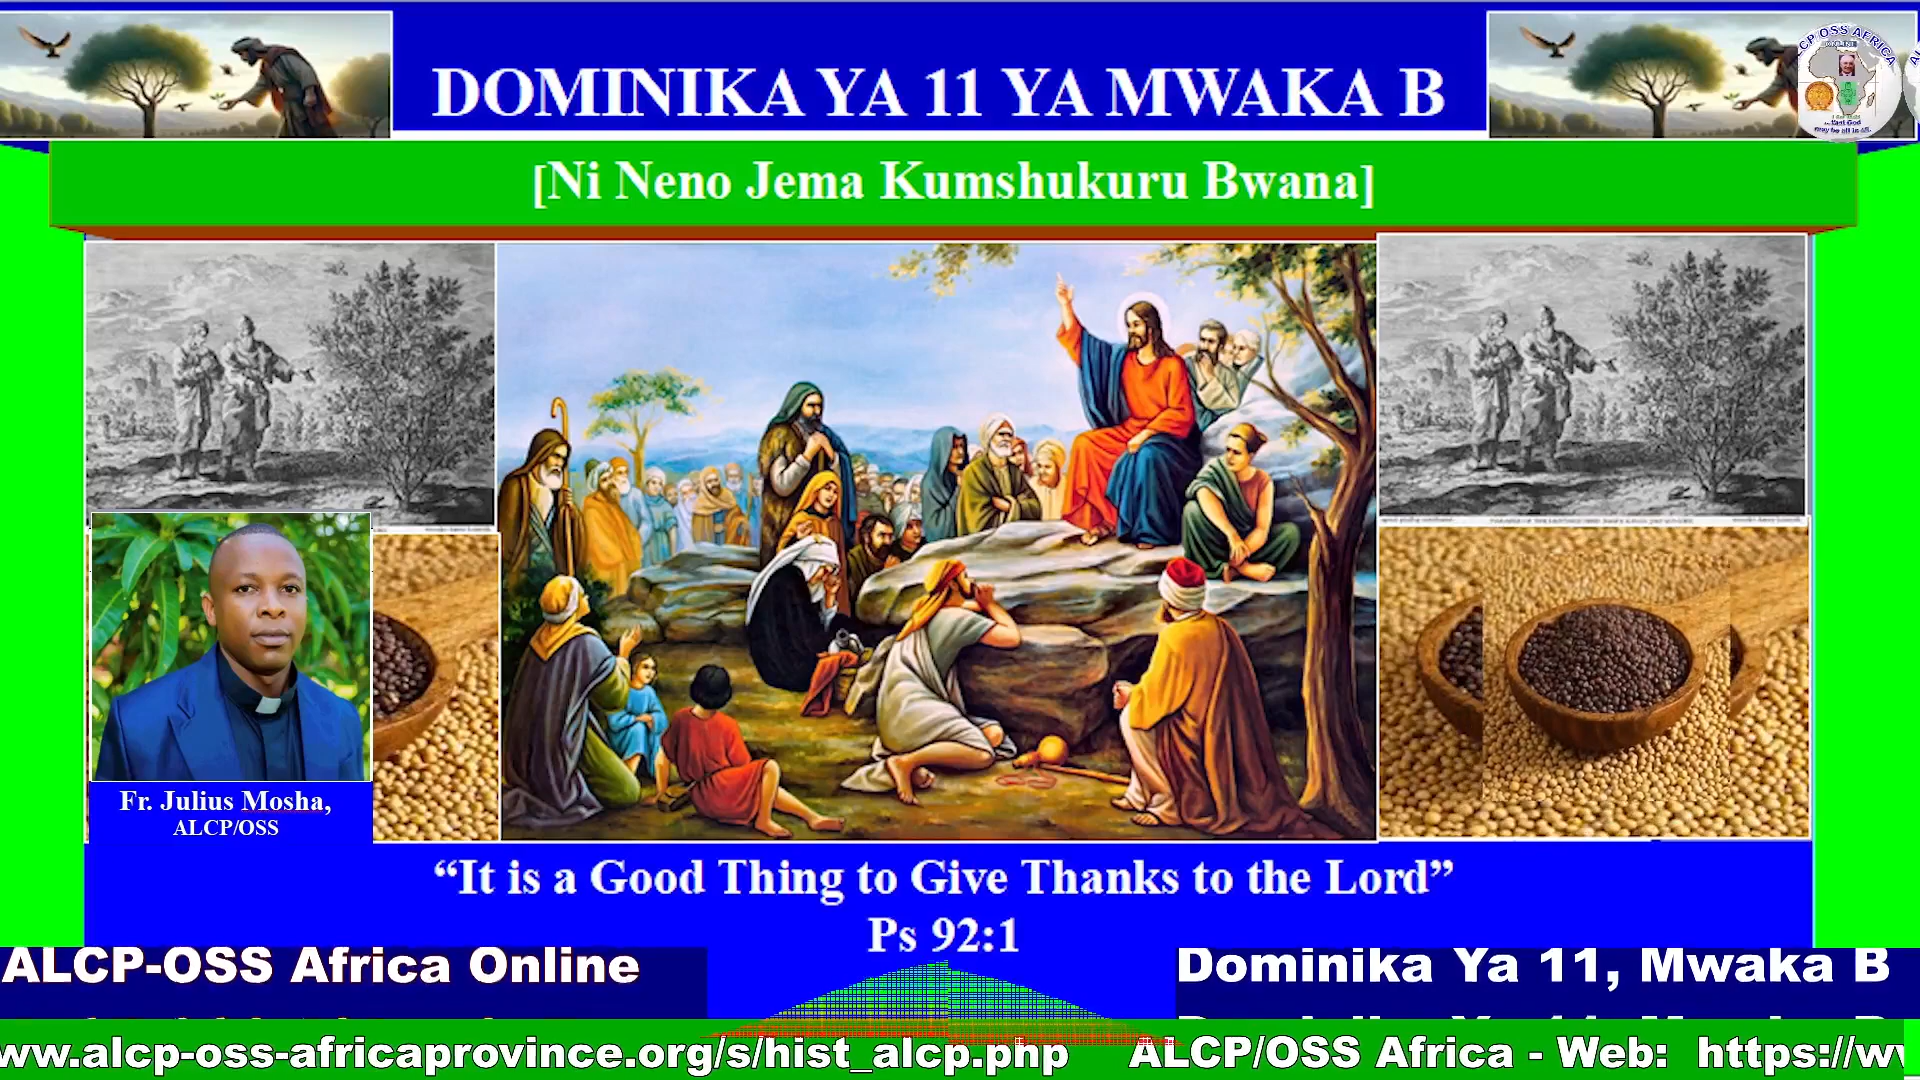 DOMINIKA YA 11 YA MWAKA B
[Ni Neno Jema Kumshukuru Bwana]
Fr. Julius Mosha,
ALCP/OSS
“It is a Good Thing to Give Thanks to the Lord”
Ps 92:1
ALCP-OSS Africa Online
Dominika Ya 11, Mwaka B
ww.alcp-oss-africaprovince.org/s/hist_alcp.php ALCP/OSS Africa - Web: https://ww